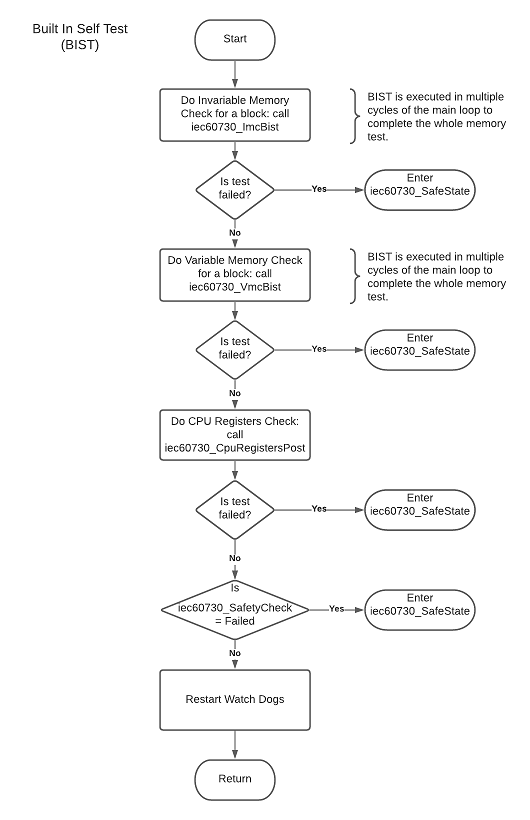 Built In Self Test
(BIST)
Start
Do Invariable Memory
Check for a block: call
iec60730_ImcBist
BIST is executed in multiple
cycles of the main loop to
complete the whole memory
test.
Is test
failed?
Yes
Enter
iec60730_SafeState
No
Do Variable Memory Check
for a block: call
iec60730_VmcBist
BIST is executed in multiple
cycles of the main loop to
complete the whole memory
test.
Is test
failed?
Yes
Enter
iec60730_SafeState
No
Do CPU Registers Check:
call
iec60730_CpuRegistersPost
Is test
failed?
Yes
Enter
iec60730_SafeState
No
Is
iec60730_SafetyCheck
= Failed
Yes
Enter
iec60730_SafeState
No
Restart Watch Dogs
Return